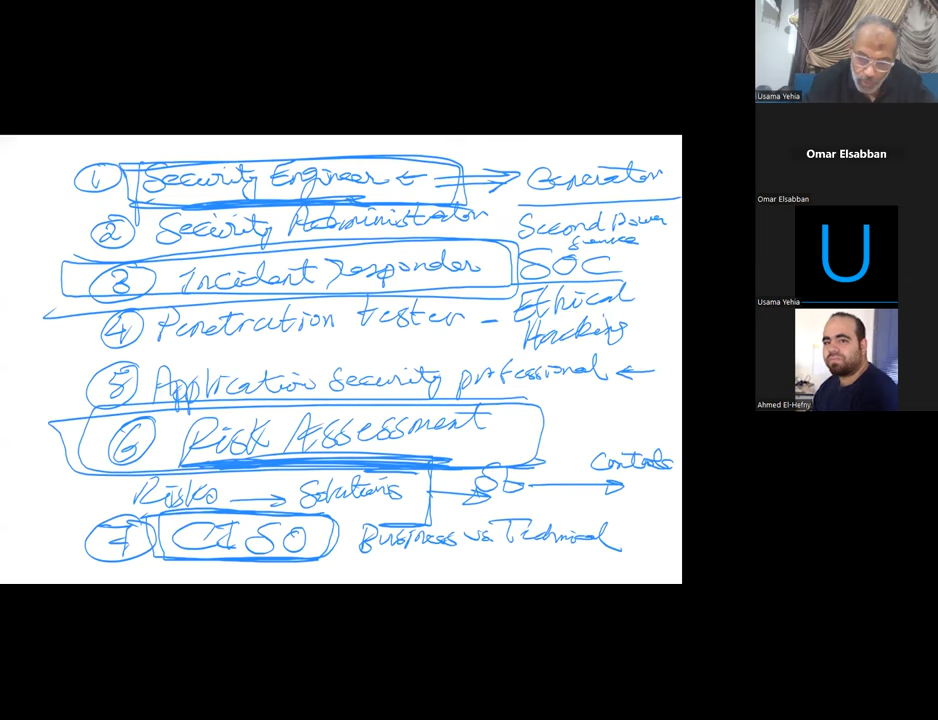 ① Security Engineer ← → Generator
② Security Administrator Second Power
③ Incident Responder SOC
④ Penetration tester - Ethical
Hacking
⑤ Application Security professional ←
⑥ Risk Assessment
Risks → Solutions → → Controls
⑦ CISO Business vs Technical
Usama Yehia
Omar Elsabban
Omar Elsabban
U
Usama Yehia
Ahmed El-Hefny